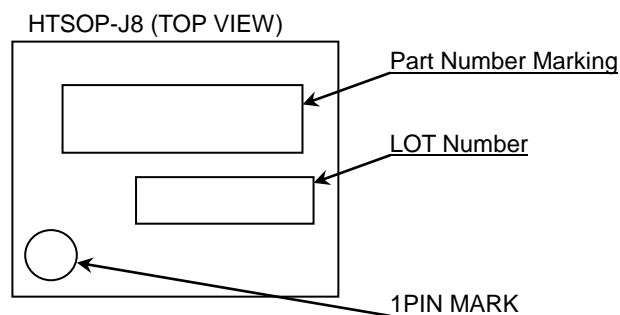 HTSOP-J8 (TOP VIEW)
Part Number Marking
LOT Number
1PIN MARK